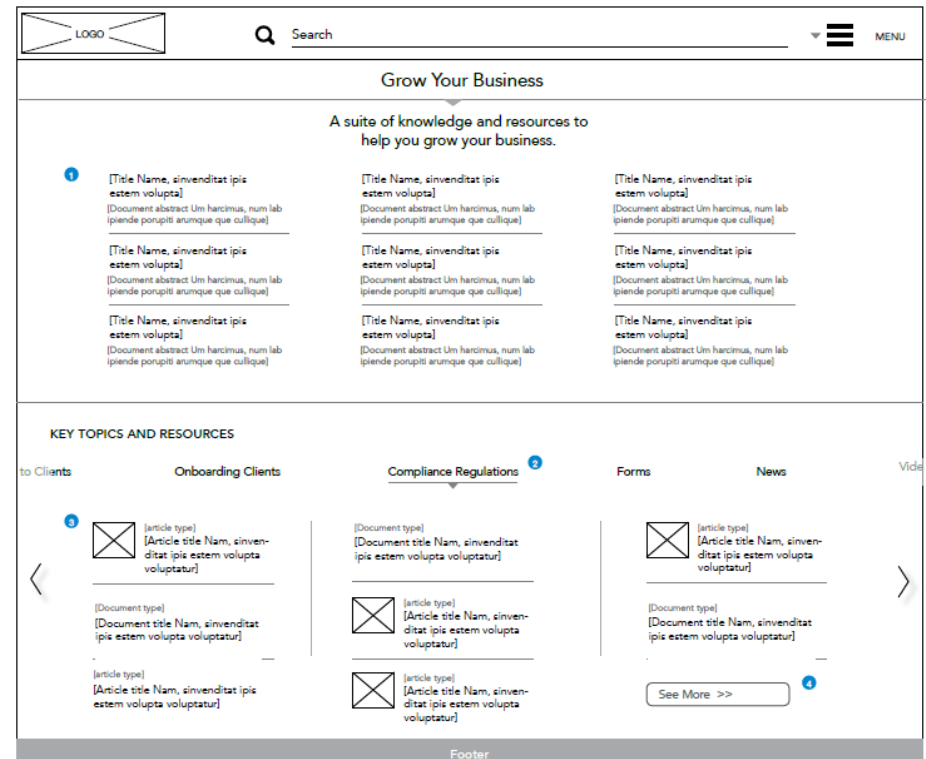 LOGO
Search
MENU
Grow Your Business
A suite of knowledge and resources to
help you grow your business.
1
[Title Name, sinvenditat ipis
estem volupta]
[Document abstract Um harcimus, num lab
ipiende porupiti arumque que cullique]
[Title Name, sinvenditat ipis
estem volupta]
[Document abstract Um harcimus, num lab
ipiende porupiti arumque que cullique]
[Title Name, sinvenditat ipis
estem volupta]
[Document abstract Um harcimus, num lab
ipiende porupiti arumque que cullique]
[Title Name, sinvenditat ipis
estem volupta]
[Document abstract Um harcimus, num lab
ipiende porupiti arumque que cullique]
[Title Name, sinvenditat ipis
estem volupta]
[Document abstract Um harcimus, num lab
ipiende porupiti arumque que cullique]
[Title Name, sinvenditat ipis
estem volupta]
[Document abstract Um harcimus, num lab
ipiende porupiti arumque que cullique]
[Title Name, sinvenditat ipis
estem volupta]
[Document abstract Um harcimus, num lab
ipiende porupiti arumque que cullique]
[Title Name, sinvenditat ipis
estem volupta]
[Document abstract Um harcimus, num lab
ipiende porupiti arumque que cullique]
[Title Name, sinvenditat ipis
estem volupta]
[Document abstract Um harcimus, num lab
ipiende porupiti arumque que cullique]
KEY TOPICS AND RESOURCES
to Clients
Onboarding Clients
Compliance Regulations
2
Forms
News
Vide
3
[article type]
[Article title Nam, sinven-
ditat ipis estem volupta
voluptatur]
[Document type]
[Document title Nam, sinvenditat
ipis estem volupta voluptatur]
[article type]
[Article title Nam, sinvenditat ipis
estem volupta voluptatur]
[Document type]
[Document title Nam, sinvenditat
ipis estem volupta voluptatur]
[article type]
[Article title Nam, sinven-
ditat ipis estem volupta
voluptatur]
[article type]
[Article title Nam, sinven-
ditat ipis estem volupta
voluptatur]
[article type]
[Article title Nam, sinven-
ditat ipis estem volupta
voluptatur]
[Document type]
[Document title Nam, sinvenditat
ipis estem volupta voluptatur]
See More >>
4
Footer